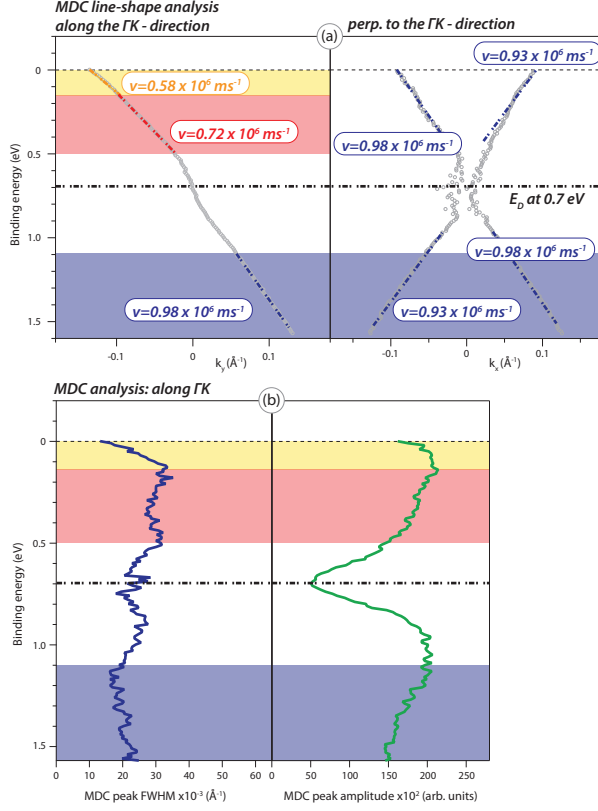 MDC line-shape analysis
along the ΓK - direction
perp. to the ΓK - direction
(a)
v=0.93 x 10⁶ ms⁻¹
v=0.58 x 10⁶ ms⁻¹
v=0.72 x 10⁶ ms⁻¹
v=0.98 x 10⁶ ms⁻¹
E_D at 0.7 eV
v=0.98 x 10⁶ ms⁻¹
v=0.98 x 10⁶ ms⁻¹
v=0.93 x 10⁶ ms⁻¹
Binding energy (eV)
0
0.5
1.0
1.5
-0.1 0 0.1
-0.1 0 0.1
k_y (Å⁻¹)
k_x (Å⁻¹)
MDC analysis: along ΓK
(b)
Binding energy (eV)
0
0.5
1.0
1.5
0 10 20 30 40 50 60 0 50 100 150 200 250
MDC peak FWHM x10⁻³ (Å⁻¹)
MDC peak amplitude x10² (arb. units)